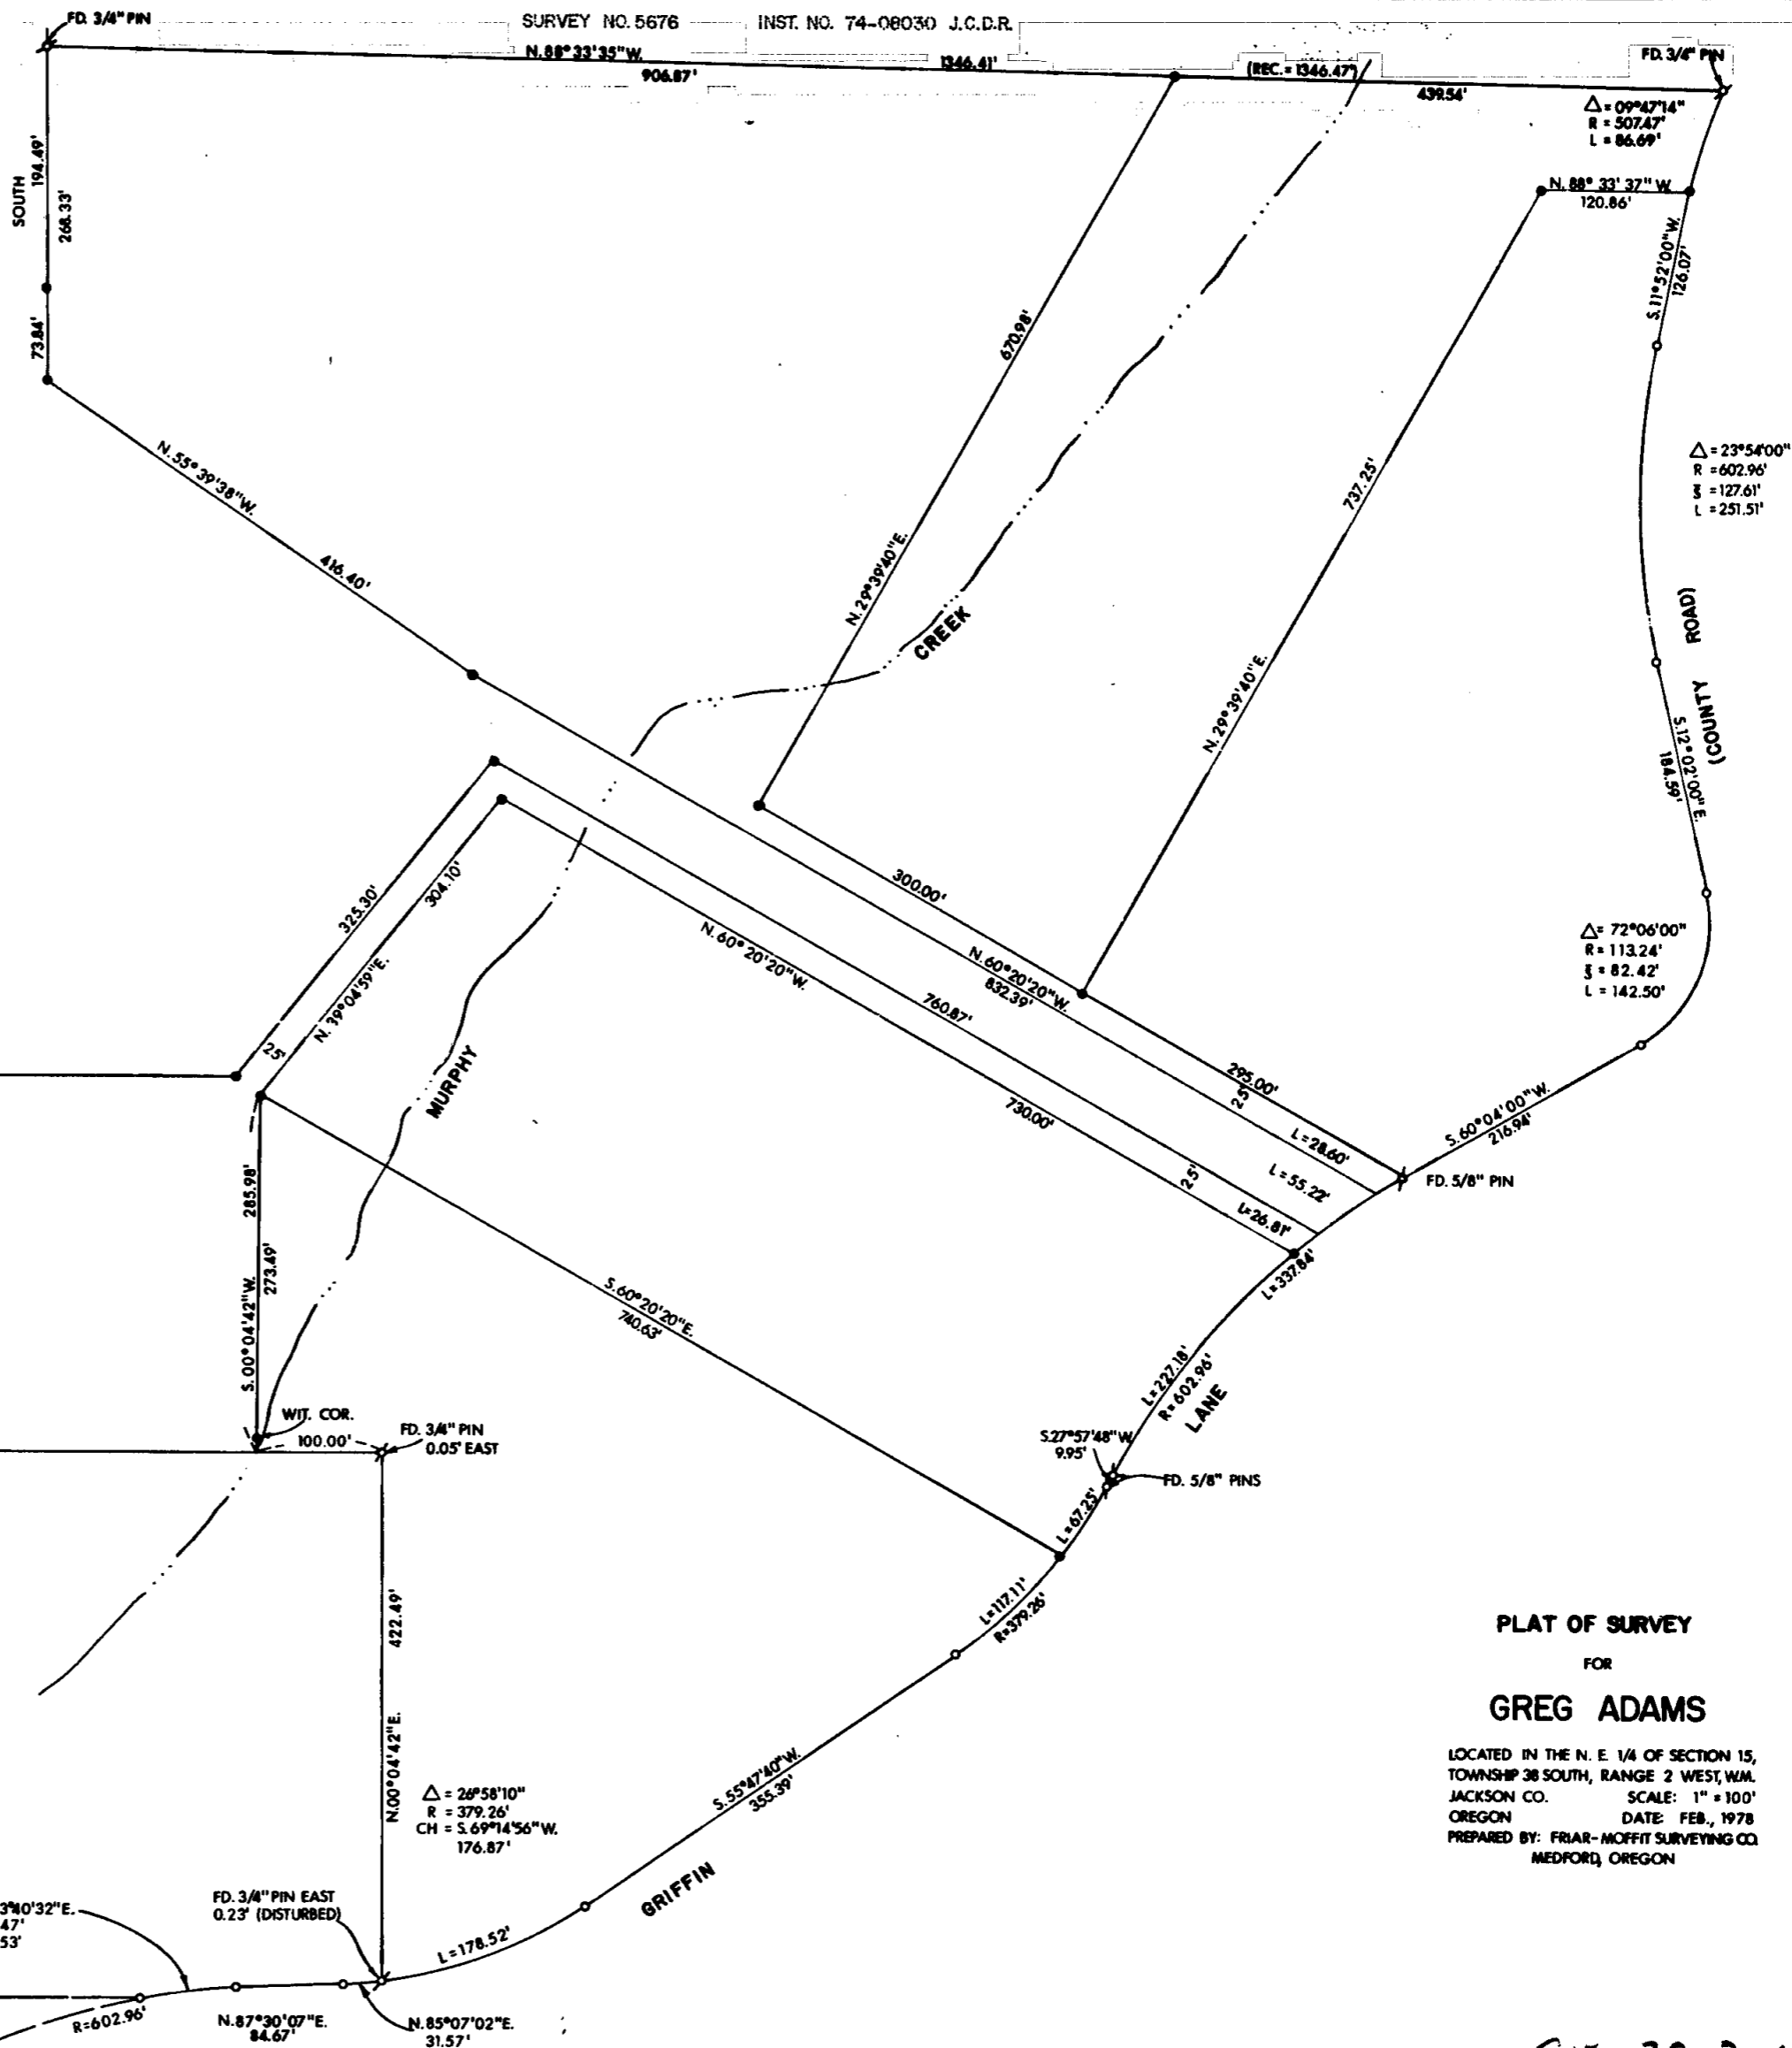 FD. 3/4" PIN
SURVEY NO. 5676
INST. NO. 74-08030 J.C.D.R.
N. 88° 33' 35" W.
1346.41'
(REC. = 1346.47')
906.87'
439.54'
FD. 3/4" PIN
Δ = 09°47'14"
R = 507.47'
L = 86.69'
N. 88° 33' 37" W.
120.86'
SOUTH
194.49'
268.33'
73.84'
S. 11° 52' 00" W.
126.07'
670.98'
N. 29° 39' 40" E.
737.25'
N. 29° 39' 40" E.
Δ = 23°54'00"
R = 602.96'
= 127.61'
L = 251.51'
N. 55° 39' 38" W.
416.40'
CREEK
(COUNTY ROAD)
S. 12° 02' 00" E.
184.59'
325.30'
304.10'
N. 39° 04' 59" E.
25'
MURPHY
300.00'
N. 60° 20' 20" W.
832.39'
N. 60° 20' 20" W.
760.87'
730.00'
295.00'
25'
25'
Δ = 72°06'00"
R = 113.24'
= 82.42'
L = 142.50'
S. 60° 04' 00" W.
216.94'
L = 28.60'
L = 55.22'
L = 26.81'
FD. 5/8" PIN
L = 337.84'
285.98'
273.49'
S. 00° 04' 42" W.
S. 60° 20' 20" E.
740.63'
L = 227.18'
R = 602.96'
LANE
WIT. COR.
100.00'
FD. 3/4" PIN
0.05' EAST
S. 27° 57' 48" W.
9.95'
FD. 5/8" PINS
L = 67.25'
L = 117.11'
R = 379.26'
422.49'
N. 00° 04' 42" E.
S. 55° 47' 40" W.
355.39'
Δ = 26°58'10"
R = 379.26'
CH = S. 69°14'56" W.
176.87'
GRIFFIN
FD. 3/4" PIN EAST
0.23' (DISTURBED)
L = 178.52'
3°40'32" E.
47'
53'
R = 602.96'
N. 87° 30' 07" E.
84.67'
N. 85° 07' 02" E.
31.57'
PLAT OF SURVEY
FOR
GREG ADAMS
LOCATED IN THE N. E. 1/4 OF SECTION 15,
TOWNSHIP 38 SOUTH, RANGE 2 WEST, W.M.
JACKSON CO. SCALE: 1" = 100'
OREGON DATE: FEB., 1978
PREPARED BY: FRIAR-MOFFIT SURVEYING CO.
MEDFORD, OREGON